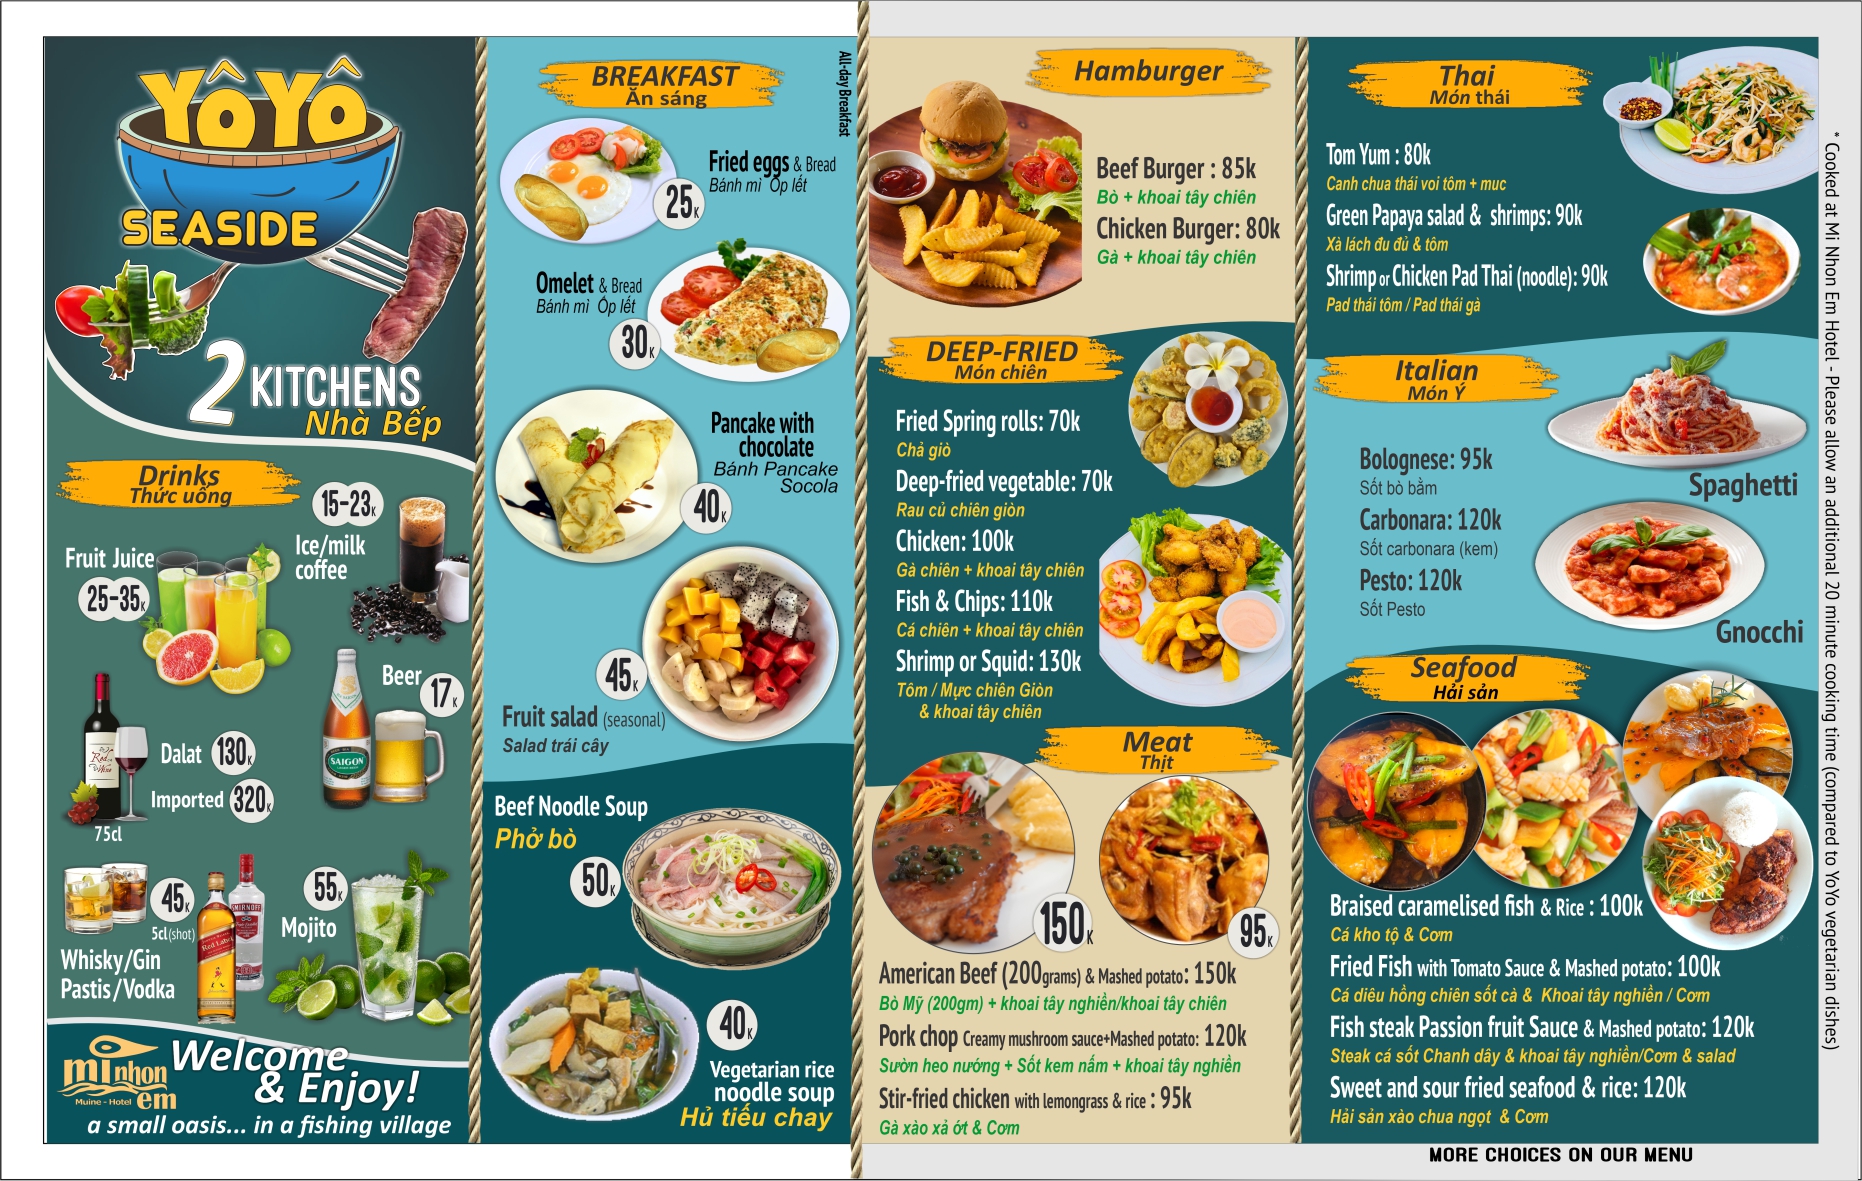 YÔYÔ
SEASIDE
2 KITCHENS
Nhà Bếp
Drinks
Thức uống
15-23K
Ice/milk
coffee
Fruit Juice
25-35K
Beer
17K
SAIGON
Red
Wine
Dalat 130K
Imported 320K
75cl
45K
5cl(shot)
Whisky/Gin
Pastis/Vodka
SMIRNOFF
Red Label
55K
Mojito
minhon
em
Muine - Hotel
Welcome
& Enjoy!
a small oasis... in a fishing village
BREAKFAST
Ăn sáng
All-day Breakfast
Fried eggs & Bread
Bánh mì Ốp lết
25K
Omelet & Bread
Bánh mì Ốp lết
30K
Pancake with
chocolate
Bánh Pancake
Socola
40K
45K
Fruit salad (seasonal)
Salad trái cây
Beef Noodle Soup
Phở bò
50K
40K
Vegetarian rice
noodle soup
Hủ tiếu chay
Hamburger
Beef Burger : 85k
Bò + khoai tây chiên
Chicken Burger: 80k
Gà + khoai tây chiên
DEEP-FRIED
Món chiên
Fried Spring rolls: 70k
Chả giò
Deep-fried vegetable: 70k
Rau củ chiên giòn
Chicken: 100k
Gà chiên + khoai tây chiên
Fish & Chips: 110k
Cá chiên + khoai tây chiên
Shrimp or Squid: 130k
Tôm / Mực chiên Giòn
& khoai tây chiên
Meat
Thịt
150K
95K
American Beef (200grams) & Mashed potato: 150k
Bò Mỹ (200gm) + khoai tây nghiền/khoai tây chiên
Pork chop Creamy mushroom sauce+Mashed potato: 120k
Sườn heo nướng + Sốt kem nấm + khoai tây nghiền
Stir-fried chicken with lemongrass & rice : 95k
Gà xào xả ớt & Cơm
Thai
Món thái
Tom Yum : 80k
Canh chua thái voi tôm + muc
Green Papaya salad & shrimps: 90k
Xà lách đu đủ & tôm
Shrimp or Chicken Pad Thai (noodle): 90k
Pad thái tôm / Pad thái gà
Italian
Món Ý
Bolognese: 95k
Sốt bò bằm
Carbonara: 120k
Sốt carbonara (kem)
Pesto: 120k
Sốt Pesto
Spaghetti
Gnocchi
Seafood
Hải sản
Braised caramelised fish & Rice : 100k
Cá kho tộ & Cơm
Fried Fish with Tomato Sauce & Mashed potato: 100k
Cá diêu hồng chiên sốt cà & Khoai tây nghiền / Cơm
Fish steak Passion fruit Sauce & Mashed potato: 120k
Steak cá sốt Chanh dây & khoai tây nghiền/Cơm & salad
Sweet and sour fried seafood & rice: 120k
Hải sản xào chua ngọt & Cơm
* Cooked at Mi Nhon Em Hotel - Please allow an additional 20 minute cooking time (compared to YoYo vegetarian dishes)
MORE CHOICES ON OUR MENU